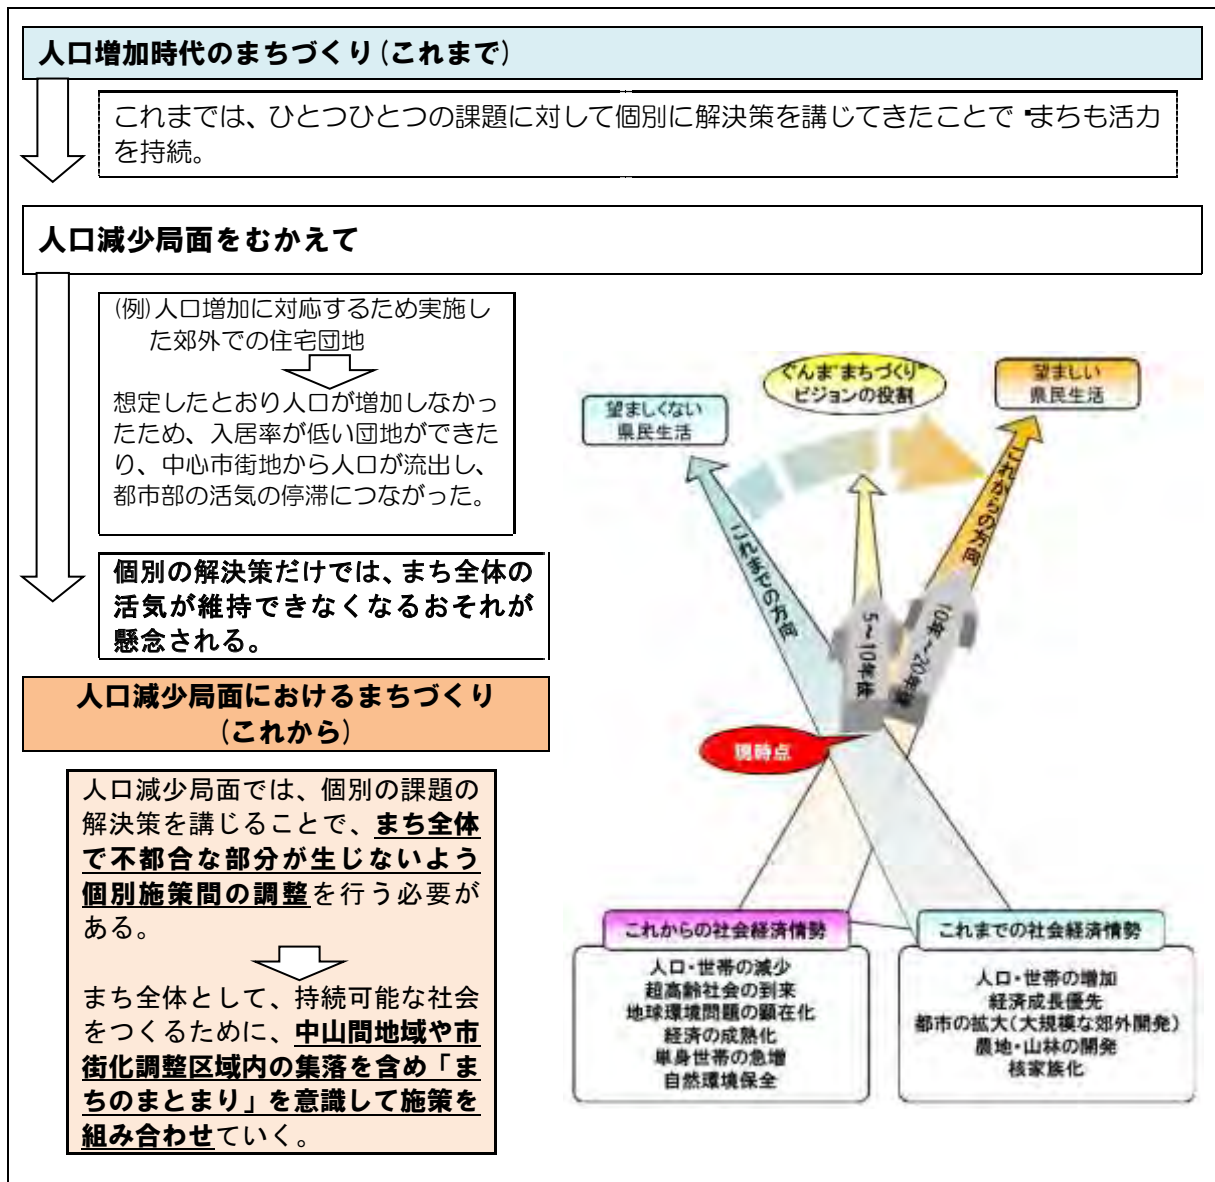 人口増加時代のまちづくり(これまで)
これまでは、ひとつひとつの課題に対して個別に解決策を講じてきたことで まちも活力
を持続。
人口減少局面をむかえて
(例)人口増加に対応するため実施し
た郊外での住宅団地
想定したとおり人口が増加しなかっ
たため、入居率が低い団地ができた
り、中心市街地から人口が流出し、
都市部の活気の停滞につながった。
個別の解決策だけでは、まち全体の
活気が維持できなくなるおそれが
懸念される。
人口減少局面におけるまちづくり
(これから)
人口減少局面では、個別の課題の
解決策を講じることで、まち全体
で不都合な部分が生じないよう
個別施策間の調整を行う必要が
ある。
まち全体として、持続可能な社会
をつくるために、中山間地域や市
街化調整区域内の集落を含め「ま
ちのまとまり」を意識して施策を
組み合わせていく。
望ましくない
県民生活
ぐんま"まちづくり"
ビジョンの役割
望ましい
県民生活
これまでの方向
これからの方向
5～10年後
10年～20年後
現時点
これからの社会経済情勢
人口・世帯の減少
超高齢社会の到来
地球環境問題の顕在化
経済の成熟化
単身世帯の急増
自然環境保全
これまでの社会経済情勢
人口・世帯の増加
経済成長優先
都市の拡大(大規模な郊外開発)
農地・山林の開発
核家族化